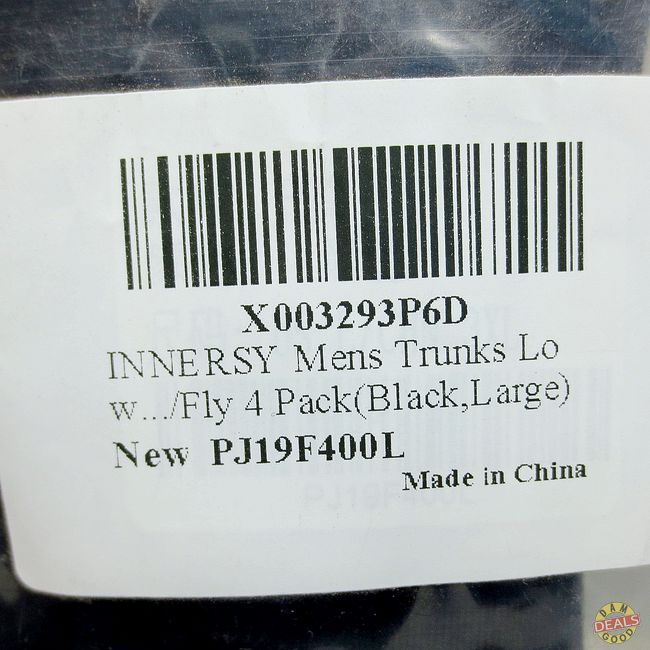 X003293P6D
INNERSY Mens Trunks Lo
w.../Fly 4 Pack(Black,Large)
New PJ19F400L
Made in China
DAM
DEALS
GOOD